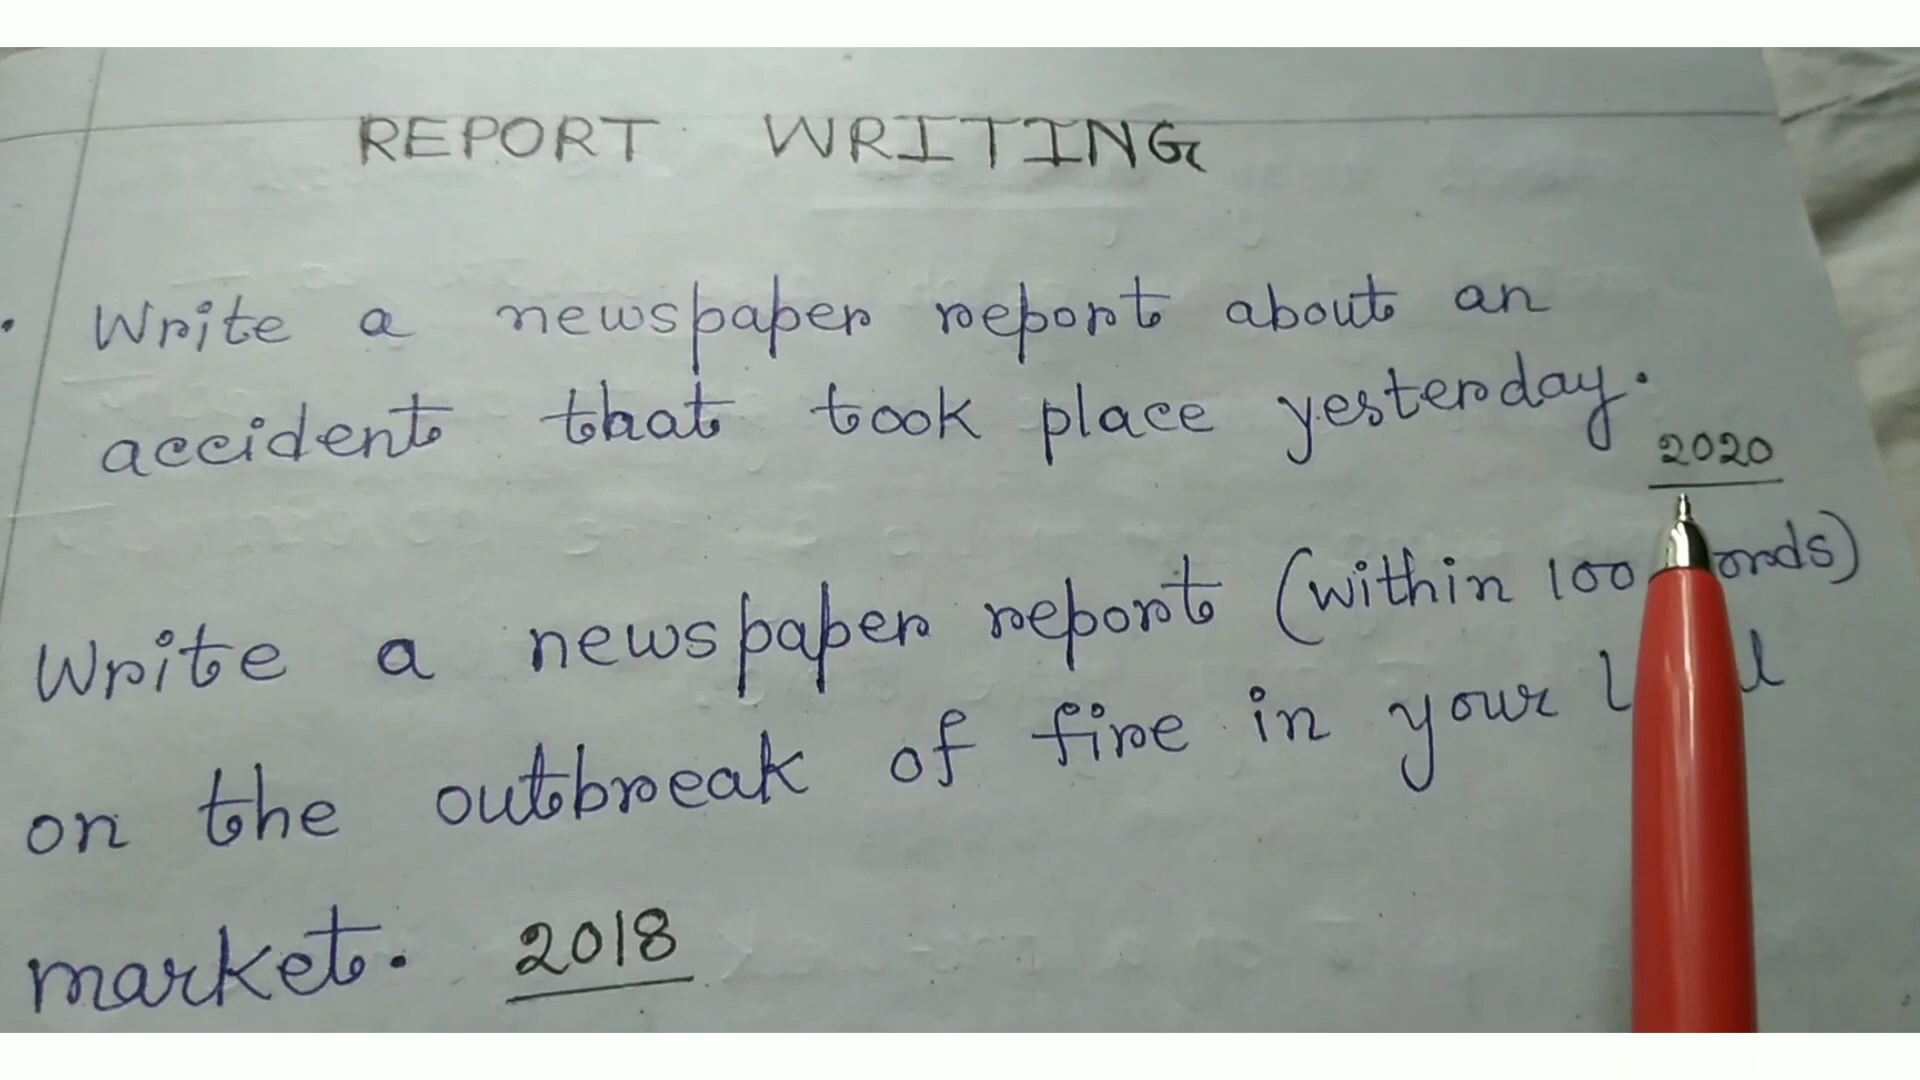 REPORT WRITING
. Write a newspaper report about an
accident that took place yesterday.
2020
Write a newspaper report (within 100
on the outbreak of fire in your
market. 2018